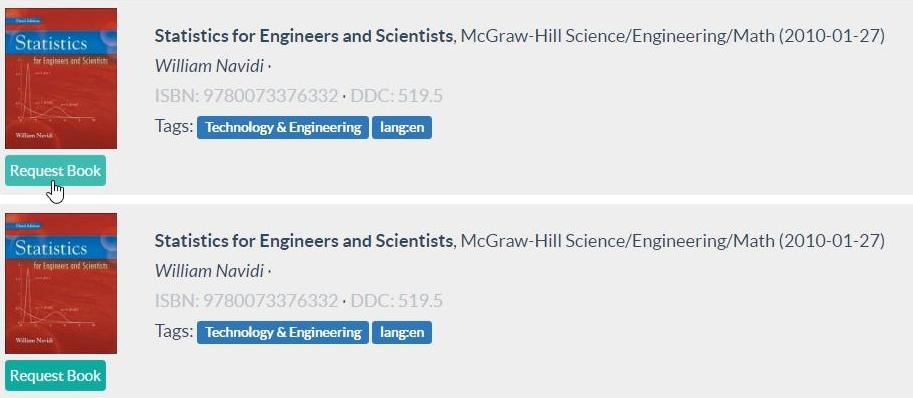 Third Edition
Statistics
for Engineers and Scientists
William Navidi
Request Book
Statistics for Engineers and Scientists, McGraw-Hill Science/Engineering/Math (2010-01-27)
William Navidi ·
ISBN: 9780073376332 · DDC: 519.5
Tags: Technology & Engineering lang:en
Third Edition
Statistics
for Engineers and Scientists
William Navidi
Request Book
Statistics for Engineers and Scientists, McGraw-Hill Science/Engineering/Math (2010-01-27)
William Navidi ·
ISBN: 9780073376332 · DDC: 519.5
Tags: Technology & Engineering lang:en